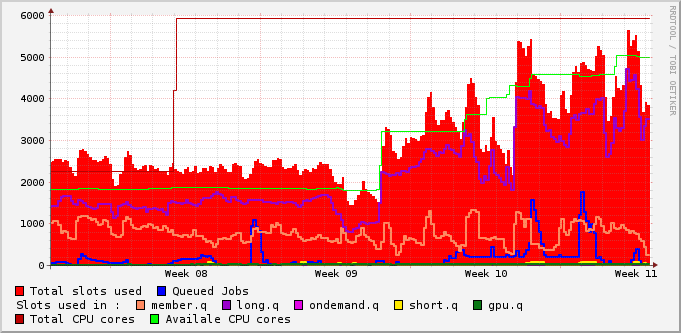 6000
5000
4000
3000
2000
1000
0
Week 08 Week 09 Week 10 Week 11
RRDTOOL / TOBI OETIKER
Total slots used Queued Jobs
Slots used in : member.q long.q ondemand.q short.q gpu.q
Total CPU cores Availale CPU cores